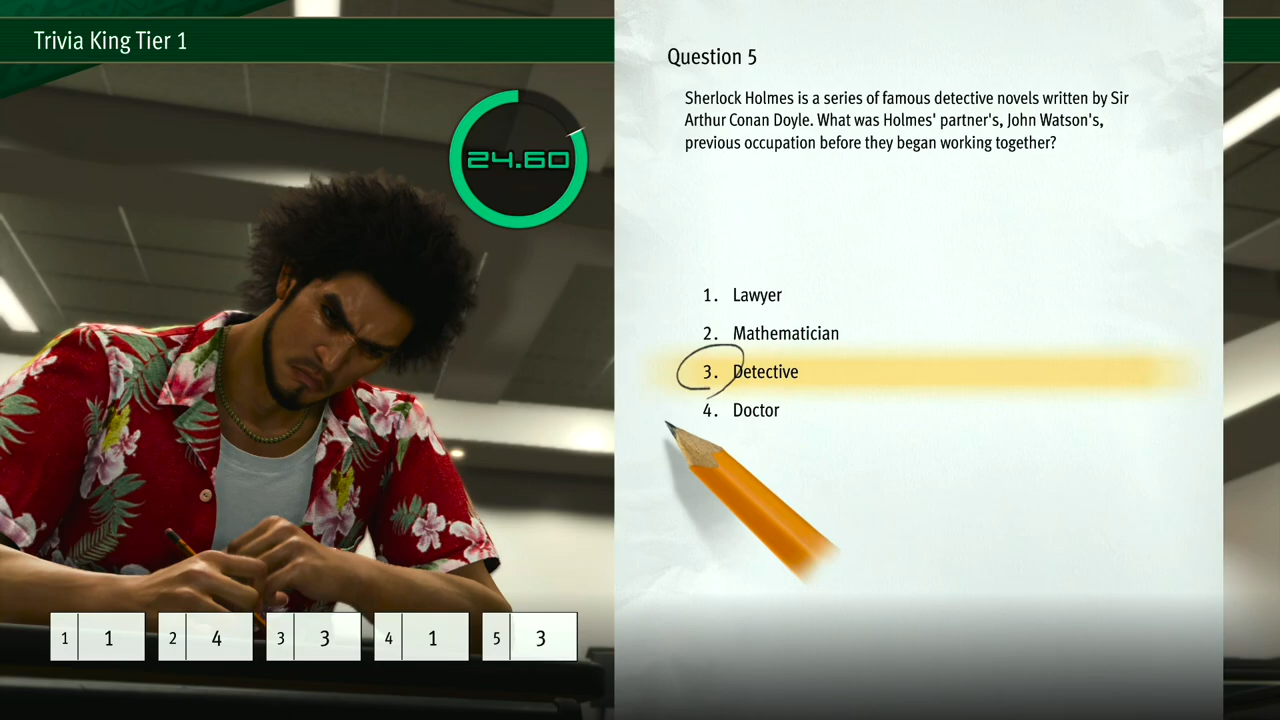 Trivia King Tier 1
24.60
Question 5
Sherlock Holmes is a series of famous detective novels written by Sir
Arthur Conan Doyle. What was Holmes' partner's, John Watson's,
previous occupation before they began working together?
1. Lawyer
2. Mathematician
3. Detective
4. Doctor
1 1 2 4 3 3 4 1 5 3